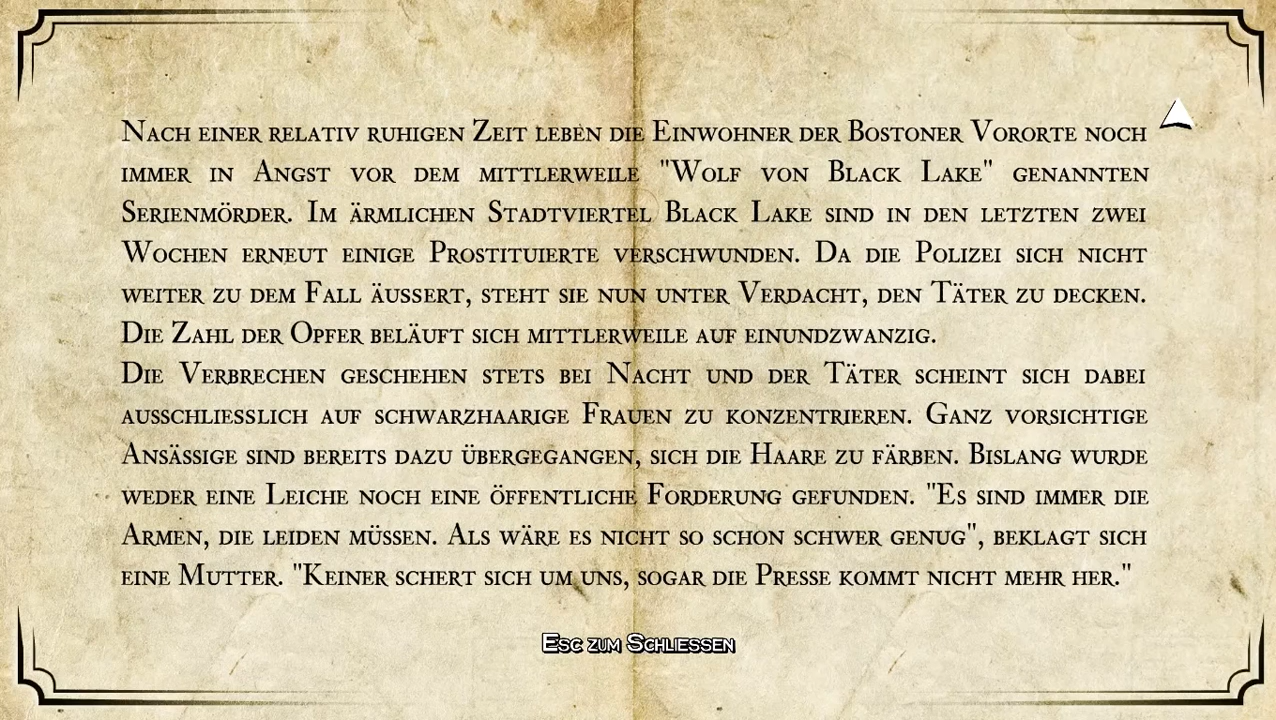 Nach einer relativ ruhigen Zeit leben die Einwohner der Bostoner Vororte noch
immer in Angst vor dem mittlerweile "Wolf von Black Lake" genannten
Serienmörder. Im ärmlichen Stadtviertel Black Lake sind in den letzten zwei
Wochen erneut einige Prostituierte verschwunden. Da die Polizei sich nicht
weiter zu dem Fall äussert, steht sie nun unter Verdacht, den Täter zu decken.
Die Zahl der Opfer beläuft sich mittlerweile auf einundzwanzig.
Die Verbrechen geschehen stets bei Nacht und der Täter scheint sich dabei
ausschliesslich auf schwarzhaarige Frauen zu konzentrieren. Ganz vorsichtige
Ansässige sind bereits dazu übergegangen, sich die Haare zu färben. Bislang wurde
weder eine Leiche noch eine öffentliche Forderung gefunden. "Es sind immer die
Armen, die leiden müssen. Als wäre es nicht so schon schwer genug", beklagt sich
eine Mutter. "Keiner schert sich um uns, sogar die Presse kommt nicht mehr her."
Esc zum Schliessen